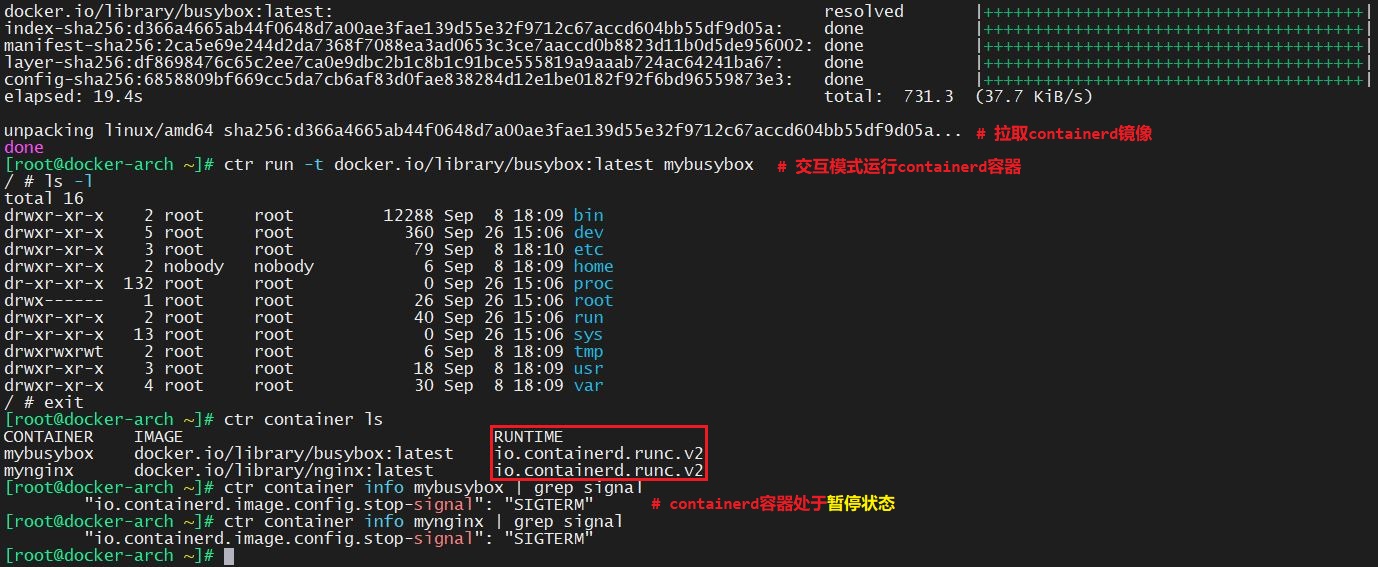 docker.io/library/busybox:latest: resolved |++++++++++++++++++++++++++++++++++++++|
index-sha256:d366a4665ab44f0648d7a00ae3fae139d55e32f9712c67accd604bb55df9d05a: done |++++++++++++++++++++++++++++++++++++++|
manifest-sha256:2ca5e69e244d2da7368f7088ea3ad0653c3ce7aaccd0b8823d11b0d5de956002: done |++++++++++++++++++++++++++++++++++++++|
layer-sha256:df8698476c65c2ee7ca0e9dbc2b1c8b1c91bce555819a9aaab724ac64241ba67: done |++++++++++++++++++++++++++++++++++++++|
config-sha256:6858809bf669cc5da7cb6af83d0fae838284d12e1be0182f92f6bd96559873e3: done |++++++++++++++++++++++++++++++++++++++|
elapsed: 19.4s total: 731.3 (37.7 KiB/s)
unpacking linux/amd64 sha256:d366a4665ab44f0648d7a00ae3fae139d55e32f9712c67accd604bb55df9d05a... # 拉取containerd镜像
done
[root@docker-arch ~]# ctr run -t docker.io/library/busybox:latest mybusybox # 交互模式运行containerd容器
/ # ls -l
total 16
drwxr-xr-x 2 root root 12288 Sep 8 18:09 bin
drwxr-xr-x 5 root root 360 Sep 26 15:06 dev
drwxr-xr-x 3 root root 79 Sep 8 18:10 etc
drwxr-xr-x 2 nobody nobody 6 Sep 8 18:09 home
dr-xr-xr-x 132 root root 0 Sep 26 15:06 proc
drwx------ 1 root root 26 Sep 26 15:06 root
drwxr-xr-x 2 root root 40 Sep 26 15:06 run
dr-xr-xr-x 13 root root 0 Sep 26 15:06 sys
drwxrwxrwt 2 root root 6 Sep 8 18:09 tmp
drwxr-xr-x 3 root root 18 Sep 8 18:09 usr
drwxr-xr-x 4 root root 30 Sep 8 18:09 var
/ # exit
[root@docker-arch ~]# ctr container ls
CONTAINER IMAGE RUNTIME
mybusybox docker.io/library/busybox:latest io.containerd.runc.v2
mynginx docker.io/library/nginx:latest io.containerd.runc.v2
[root@docker-arch ~]# ctr container info mybusybox | grep signal
"io.containerd.image.config.stop-signal": "SIGTERM" # containerd容器处于暂停状态
[root@docker-arch ~]# ctr container info mynginx | grep signal
"io.containerd.image.config.stop-signal": "SIGTERM"
[root@docker-arch ~]#